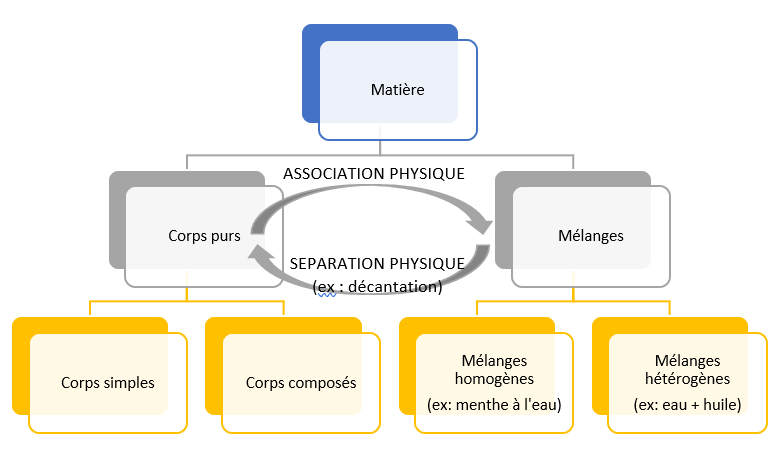 Matière
ASSOCIATION PHYSIQUE
Corps purs
Mélanges
SEPARATION PHYSIQUE
(ex : décantation)
Corps simples
Corps composés
Mélanges
homogènes
(ex: menthe à l'eau)
Mélanges
hétérogènes
(ex: eau + huile)